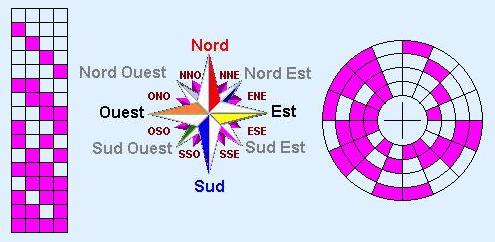 Nord
Nord Ouest NNO NNE Nord Est
ONO ENE
Ouest Est
OSO ESE
Sud Ouest SSO SSE Sud Est
Sud